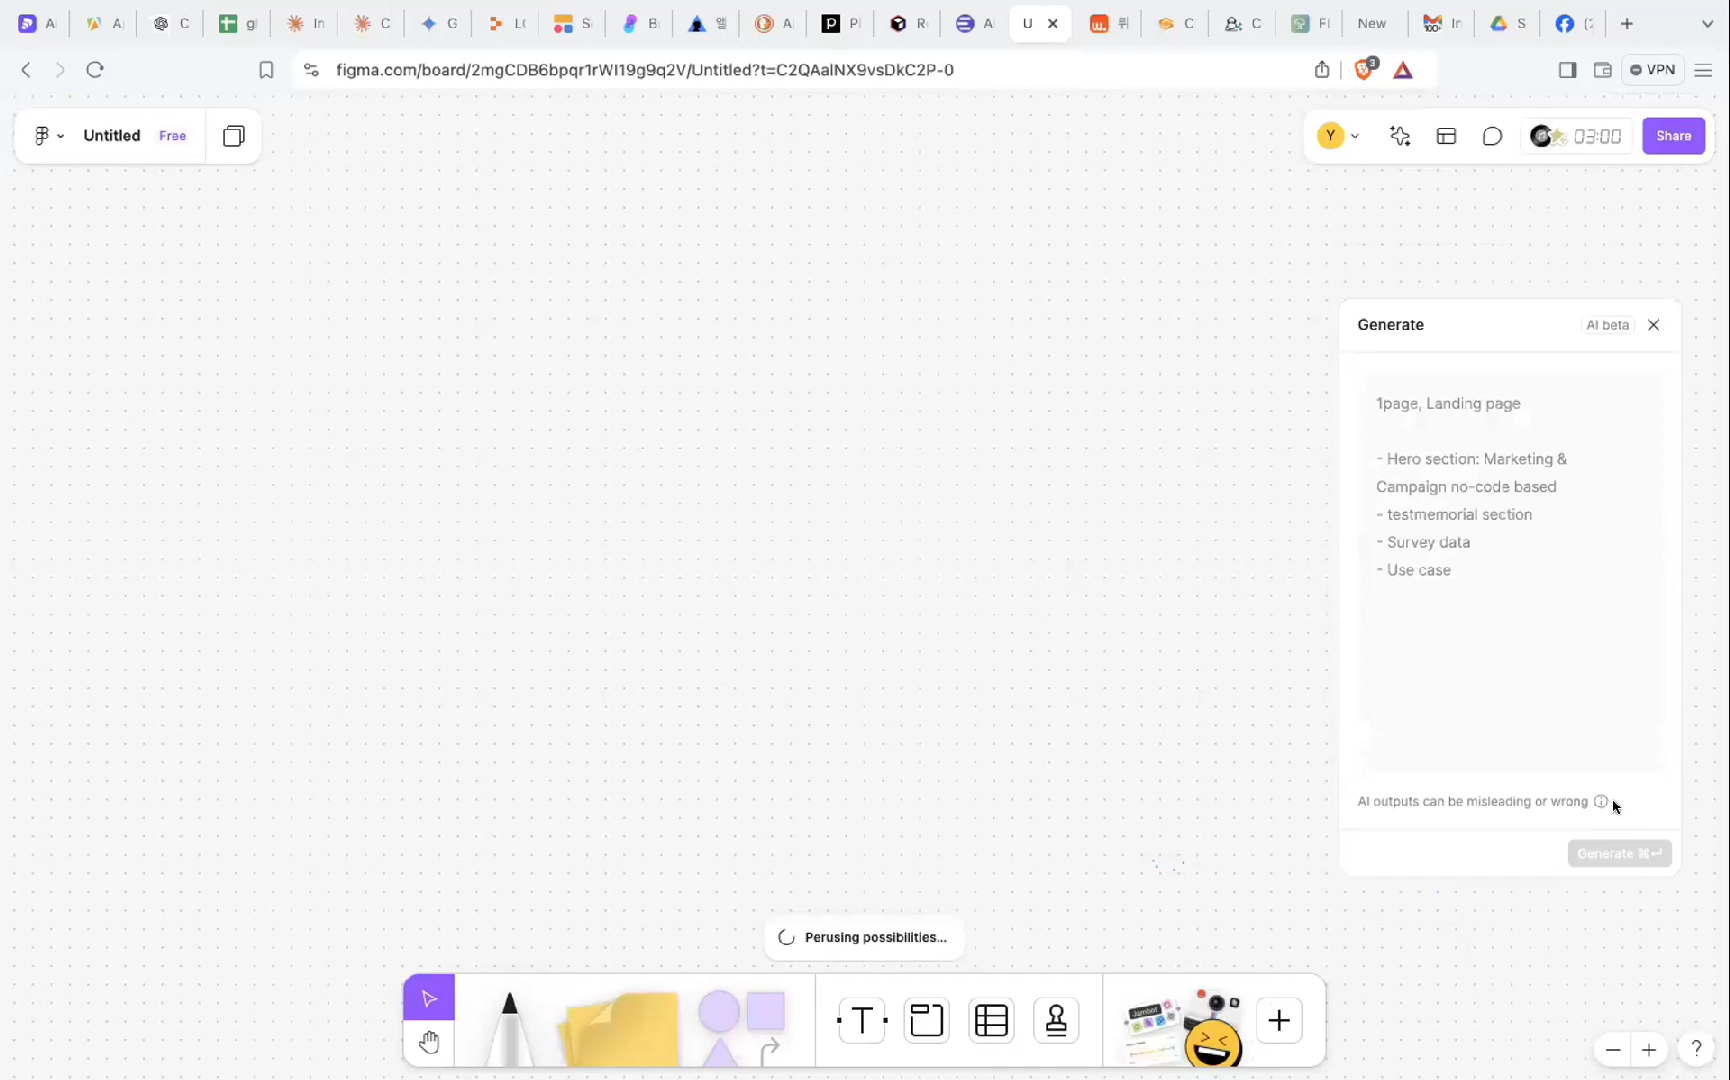 figma.com/board/2mgCDB6bpqr1rWI19g9q2V/Untitled?t=C2QAalNX9vsDkC2P-0
VPN
Untitled
Free
Y
03:00
Share
Generate
AI beta
1page, Landing page
- Hero section: Marketing &
Campaign no-code based
- testmemorial section
- Survey data
- Use case
AI outputs can be misleading or wrong
Generate ⌘↵
Perusing possibilities...
T
Jumbot
New